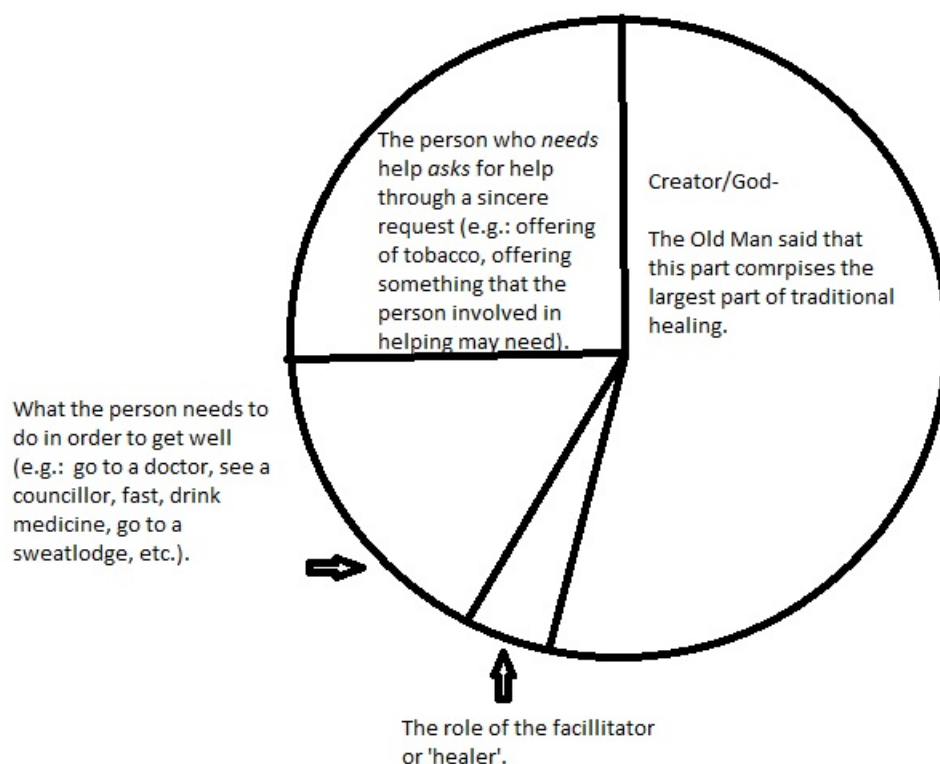 The person who needs
help asks for help
through a sincere
request (e.g.: offering
of tobacco, offering
something that the
person involved in
helping may need).
Creator/God-
The Old Man said that
this part comrpises the
largest part of traditional
healing.
What the person needs to
do in order to get well
(e.g.:  go to a doctor, see a
councillor, fast, drink
medicine, go to a
sweatlodge, etc.).
The role of the facillitator
or 'healer'.